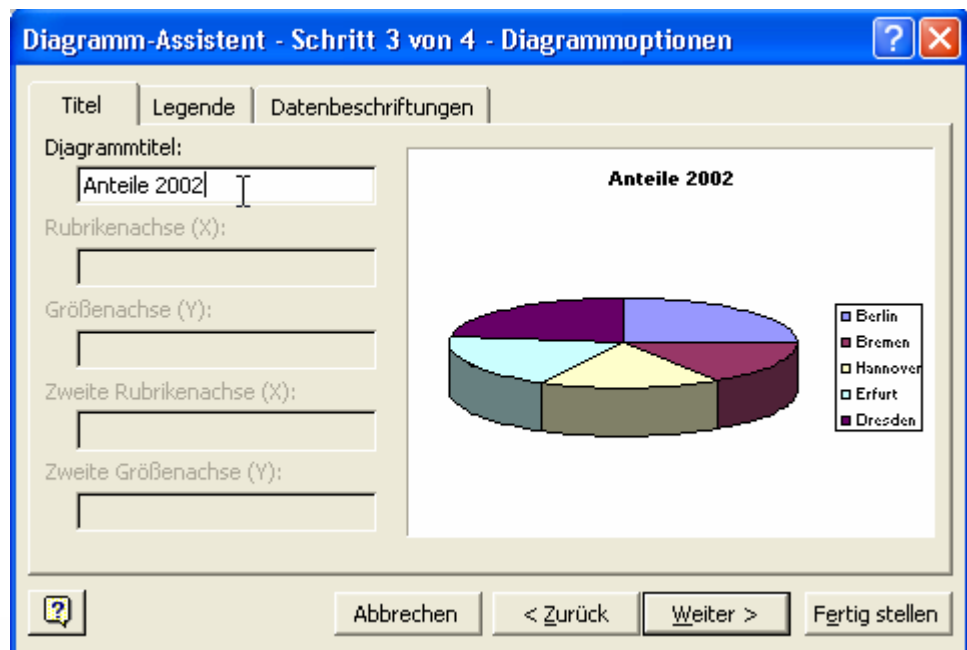 Diagramm-Assistent - Schritt 3 von 4 - Diagrammoptionen
Titel
Legende
Datenbeschriftungen
Diagrammtitel:
Anteile 2002
Rubrikenachse (X):
Größenachse (Y):
Zweite Rubrikenachse (X):
Zweite Größenachse (Y):
Anteile 2002
Berlin
Bremen
Hannover
Erfurt
Dresden
Abbrechen
< Zurück
Weiter >
Fertig stellen